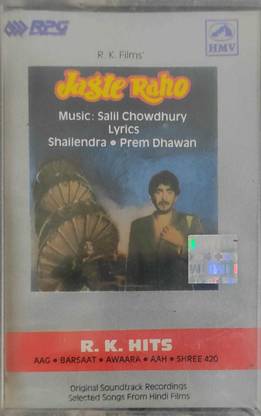 RPG
HMV
R. K. Films'
Jagte Raho
Music: Salil Chowdhury
Lyrics
Shailendra • Prem Dhawan
R. K. HITS
AAG • BARSAAT • AWAARA • AAH • SHREE 420
Original Soundtrack Recordings
Selected Songs From Hindi Films